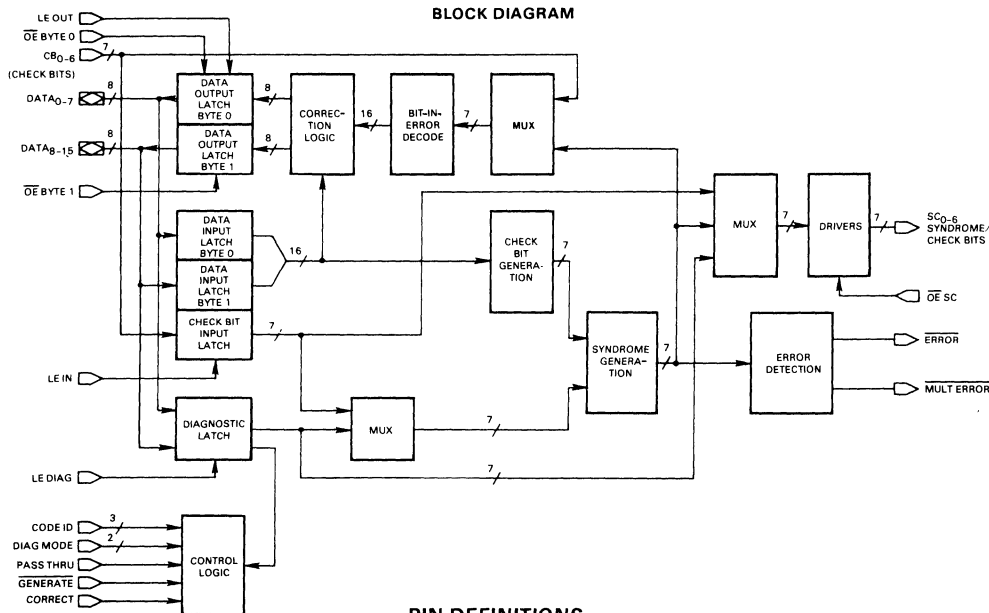 BLOCK DIAGRAM
LE OUT
OE BYTE 0
CB0-6
7
(CHECK BITS)
DATA0-7
8
DATA8-15
8
OE BYTE 1
DATA OUTPUT LATCH BYTE 0
DATA OUTPUT LATCH BYTE 1
8
8
CORREC-
TION
LOGIC
16
BIT-IN-
ERROR
DECODE
7
MUX
DATA INPUT LATCH BYTE 0
DATA INPUT LATCH BYTE 1
CHECK BIT INPUT LATCH
16
7
CHECK
BIT
GENERA-
TION
7
MUX
7
DRIVERS
7
SC0-6
SYNDROME/
CHECK BITS
OE SC
LE IN
SYNDROME
GENERA-
TION
7
ERROR
DETECTION
ERROR
MULT ERROR
DIAGNOSTIC
LATCH
MUX
7
7
LE DIAG
CODE ID
3
DIAG MODE
2
PASS THRU
GENERATE
CORRECT
CONTROL
LOGIC
PIN DEFINITIONS